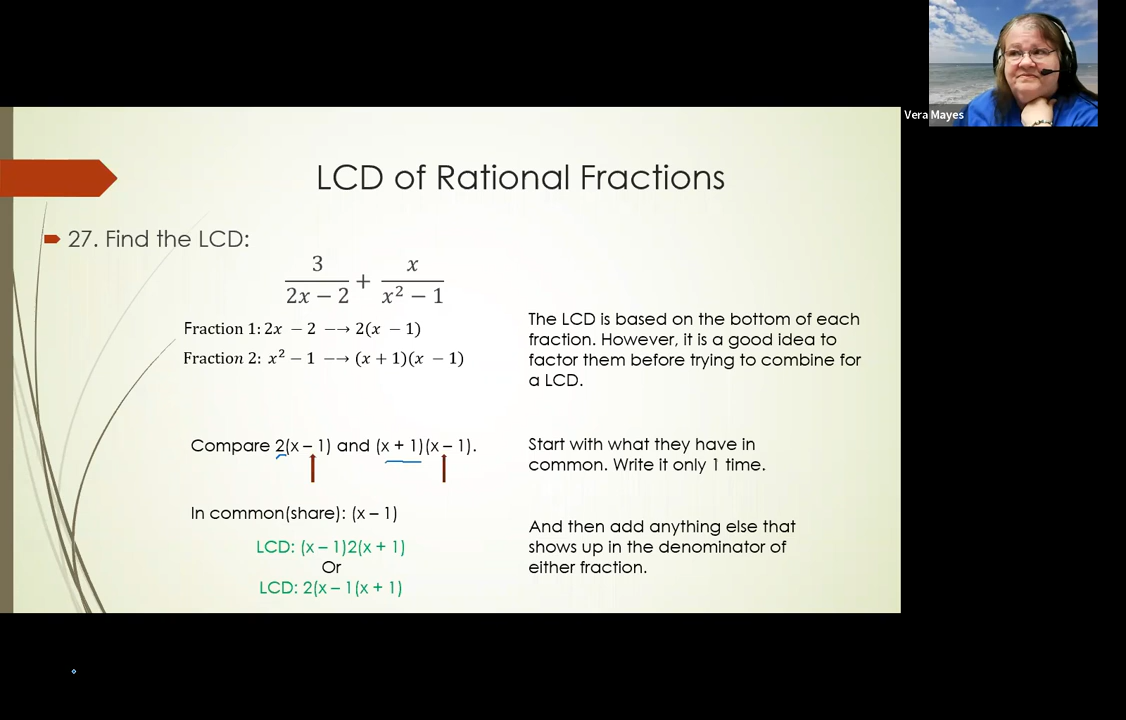 Vera Mayes
LCD of Rational Fractions
27. Find the LCD:
3/(2x − 2) + x/(x² − 1)
Fraction 1: 2x − 2 ⟶ 2(x − 1)
Fraction 2: x² − 1 ⟶ (x + 1)(x − 1)
The LCD is based on the bottom of each
fraction. However, it is a good idea to
factor them before trying to combine for
a LCD.
Compare 2(x – 1) and (x + 1)(x – 1).
Start with what they have in
common. Write it only 1 time.
In common(share): (x – 1)
LCD: (x – 1)2(x + 1)
Or
LCD: 2(x – 1(x + 1)
And then add anything else that
shows up in the denominator of
either fraction.